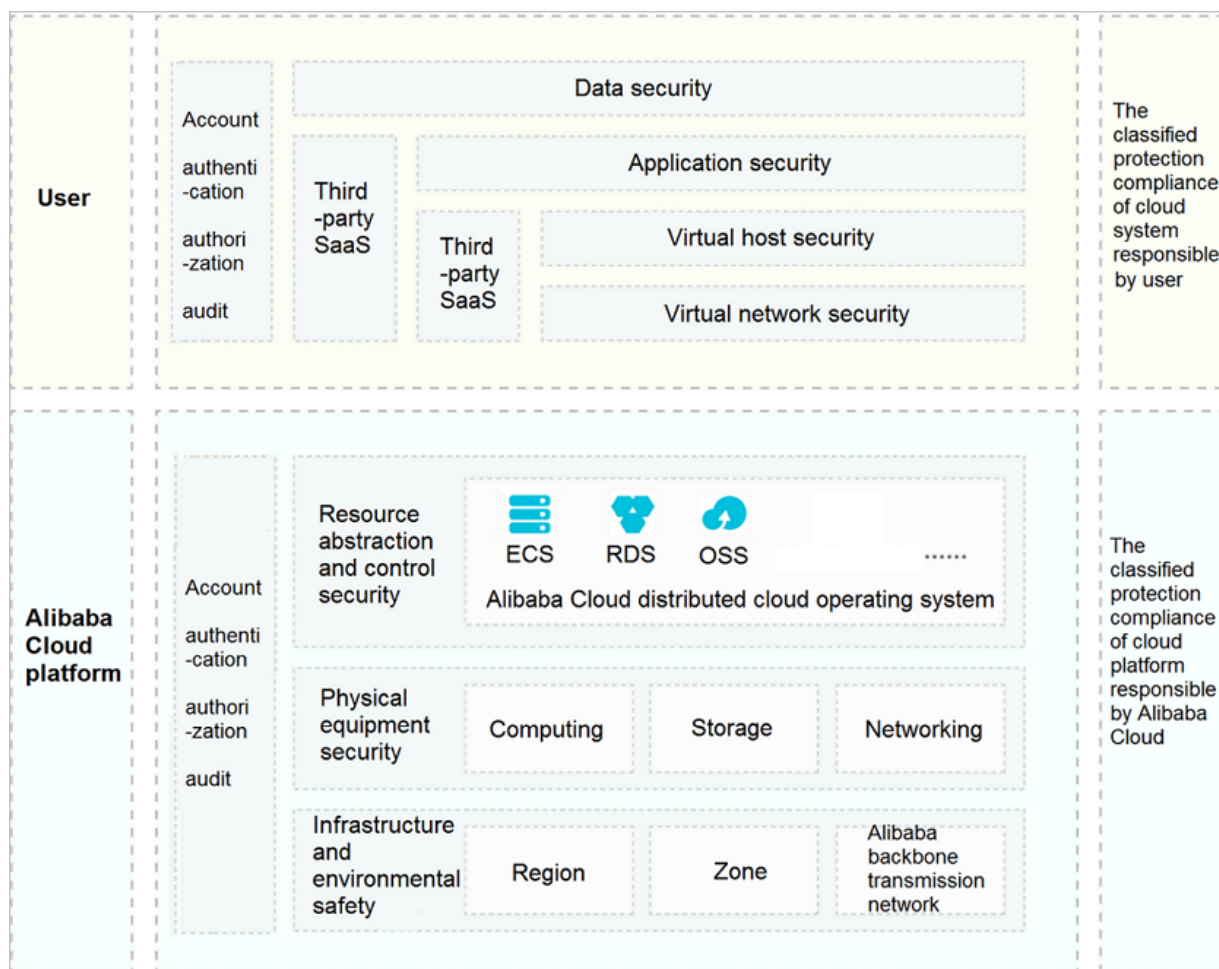 User
Account
authenti
-cation
authori
-zation
audit
Data security
Third
-party
SaaS
Application security
Third
-party
SaaS
Virtual host security
Virtual network security
The
classified
protection
compliance
of cloud
system
responsible
by user
Alibaba
Cloud
platform
Account
authenti
-cation
authori
-zation
audit
Resource
abstraction
and control
security
ECS
RDS
OSS
......
Alibaba Cloud distributed cloud operating system
Physical
equipment
security
Computing
Storage
Networking
Infrastructure
and
environmental
safety
Region
Zone
Alibaba
backbone
transmission
network
The
classified
protection
compliance
of cloud
platform
responsible
by Alibaba
Cloud